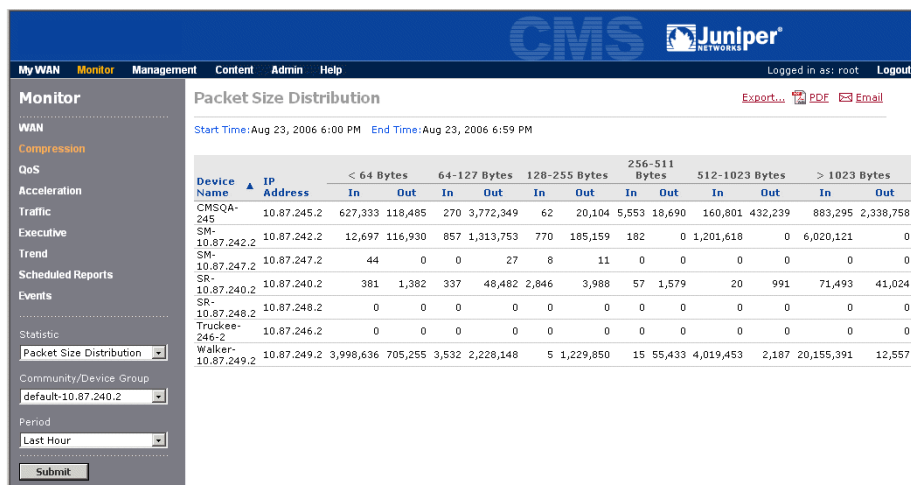 CMS
Juniper®
NETWORKS
My WAN Monitor Management Content Admin Help Logged in as: root Logout
Monitor
WAN
Compression
QoS
Acceleration
Traffic
Executive
Trend
Scheduled Reports
Events
Statistic
Packet Size Distribution
Community/Device Group
default-10.87.240.2
Period
Last Hour
Submit
Packet Size Distribution
Export... PDF Email
Start Time:Aug 23, 2006 6:00 PM End Time:Aug 23, 2006 6:59 PM
Device Name IP Address < 64 Bytes 64-127 Bytes 128-255 Bytes 256-511 Bytes 512-1023 Bytes > 1023 Bytes
In Out In Out In Out In Out In Out In Out
CMSQA-245 10.87.245.2 627,333 118,485 270 3,772,349 62 20,104 5,553 18,690 160,801 432,239 883,295 2,338,758
SM-10.87.242.2 10.87.242.2 12,697 116,930 857 1,313,753 770 185,159 182 0 1,201,618 0 6,020,121 0
SM-10.87.247.2 10.87.247.2 44 0 0 27 8 11 0 0 0 0 0 0
SR-10.87.240.2 10.87.240.2 381 1,382 337 48,482 2,846 3,988 57 1,579 20 991 71,493 41,024
SR-10.87.248.2 10.87.248.2 0 0 0 0 0 0 0 0 0 0 0 0
Truckee-246-2 10.87.246.2 0 0 0 0 0 0 0 0 0 0 0 0
Walker-10.87.249.2 10.87.249.2 3,998,636 705,255 3,532 2,228,148 5 1,229,850 15 55,433 4,019,453 2,187 20,155,391 12,557